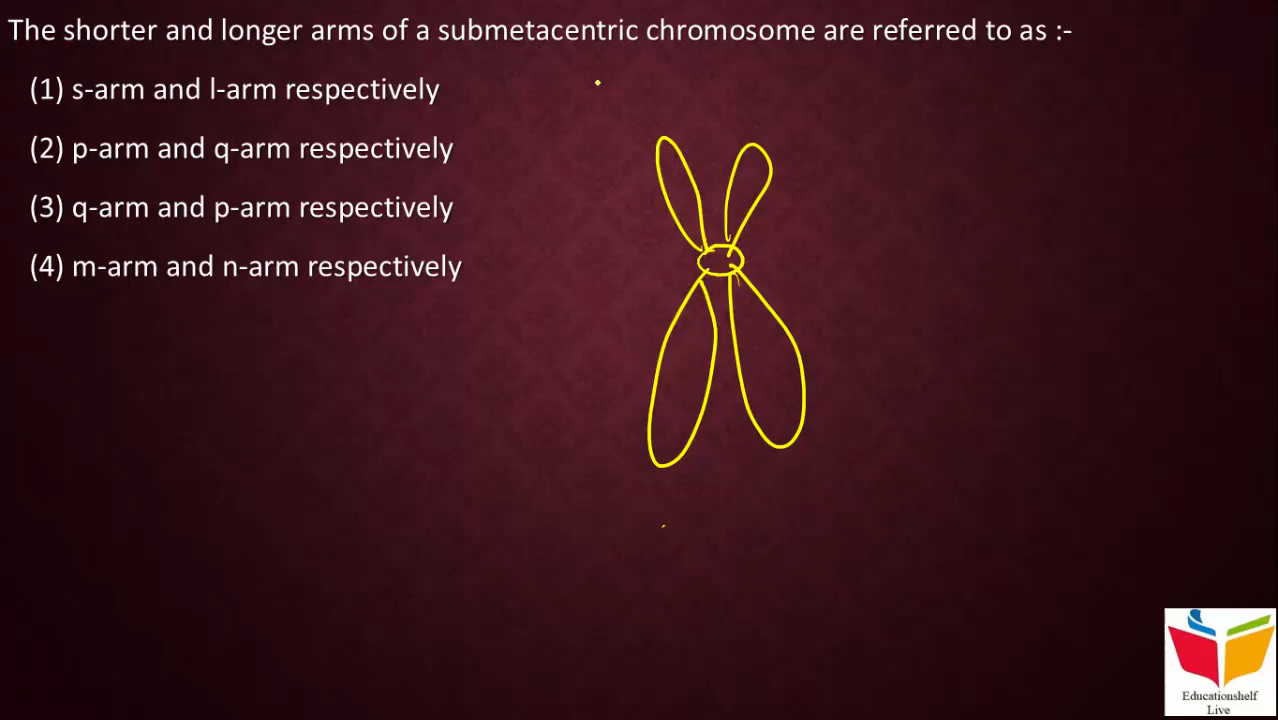 The shorter and longer arms of a submetacentric chromosome are referred to as :-
(1) s-arm and l-arm respectively
(2) p-arm and q-arm respectively
(3) q-arm and p-arm respectively
(4) m-arm and n-arm respectively
Educationshelf
Live